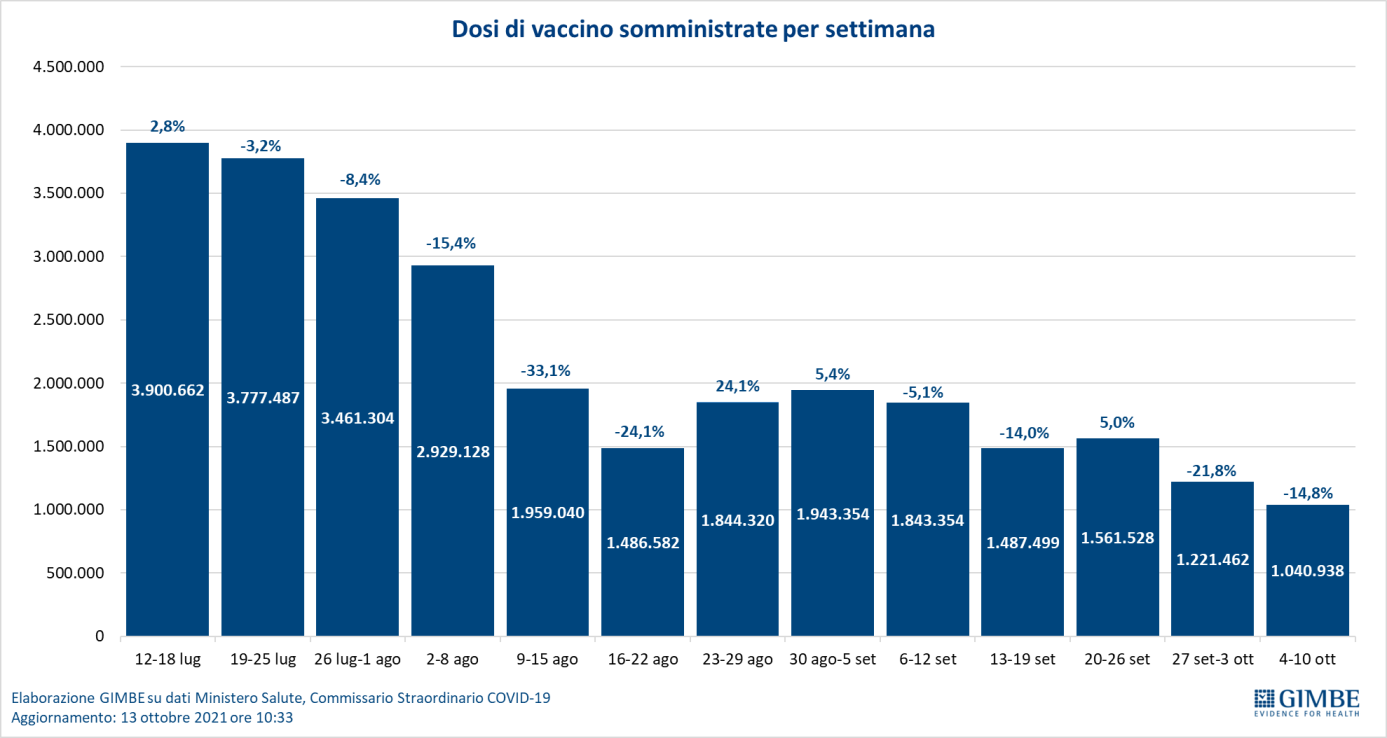 Dosi di vaccino somministrate per settimana
4.500.000
4.000.000
3.500.000
3.000.000
2.500.000
2.000.000
1.500.000
1.000.000
500.000
0
2,8%
-3,2%
-8,4%
-15,4%
-33,1%
-24,1%
24,1%
5,4%
-5,1%
-14,0%
5,0%
-21,8%
-14,8%
3.900.662
3.777.487
3.461.304
2.929.128
1.959.040
1.486.582
1.844.320
1.943.354
1.843.354
1.487.499
1.561.528
1.221.462
1.040.938
12-18 lug
19-25 lug
26 lug-1 ago
2-8 ago
9-15 ago
16-22 ago
23-29 ago
30 ago-5 set
6-12 set
13-19 set
20-26 set
27 set-3 ott
4-10 ott
Elaborazione GIMBE su dati Ministero Salute, Commissario Straordinario COVID-19
Aggiornamento: 13 ottobre 2021 ore 10:33
GIMBE
EVIDENCE FOR HEALTH